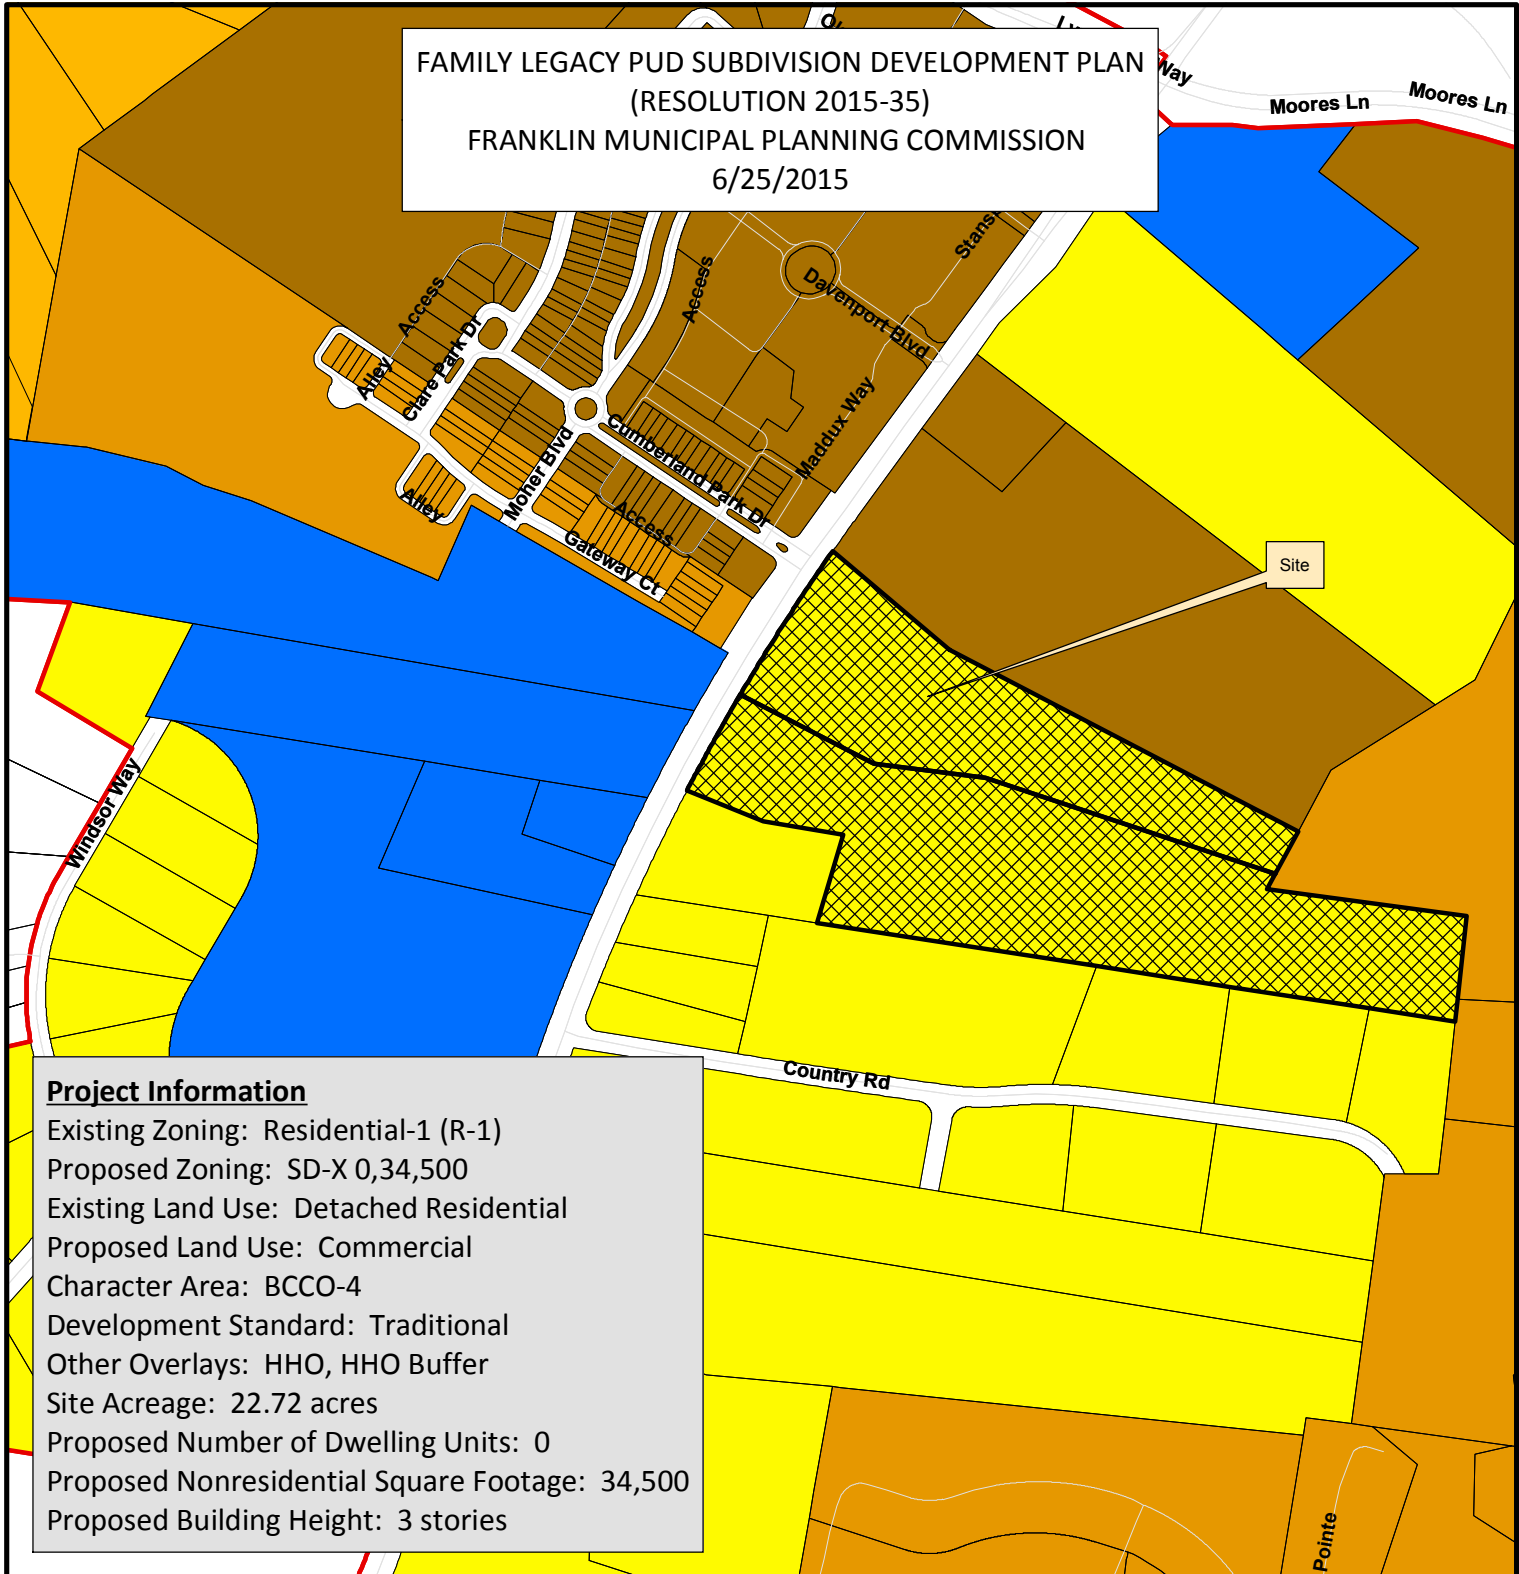 FAMILY LEGACY PUD SUBDIVISION DEVELOPMENT PLAN
(RESOLUTION 2015-35)
FRANKLIN MUNICIPAL PLANNING COMMISSION
6/25/2015
Way
Moores Ln
Moores Ln
Access
Access
Davenport Blvd
Alley
Clare Park Dr
Maddux Way
Moher Blvd
Cumberland Park Dr
Alley
Access
Gateway Ct
Site
Windsor Way
Country Rd
Project Information
Existing Zoning: Residential-1 (R-1)
Proposed Zoning: SD-X 0,34,500
Existing Land Use: Detached Residential
Proposed Land Use: Commercial
Character Area: BCCO-4
Development Standard: Traditional
Other Overlays: HHO, HHO Buffer
Site Acreage: 22.72 acres
Proposed Number of Dwelling Units: 0
Proposed Nonresidential Square Footage: 34,500
Proposed Building Height: 3 stories
Pointe